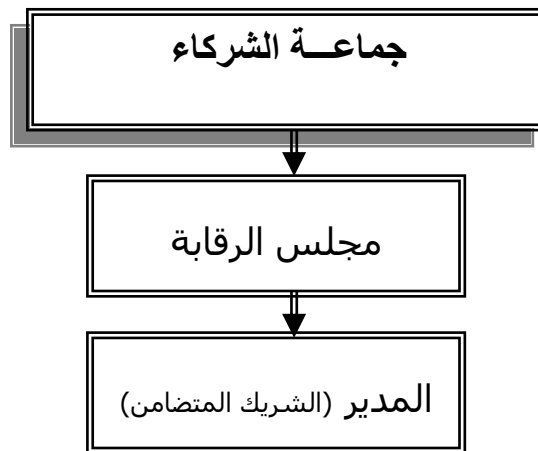 جماعـــة الشركاء
مجلس الرقابة
المدير (الشريك المتضامن)